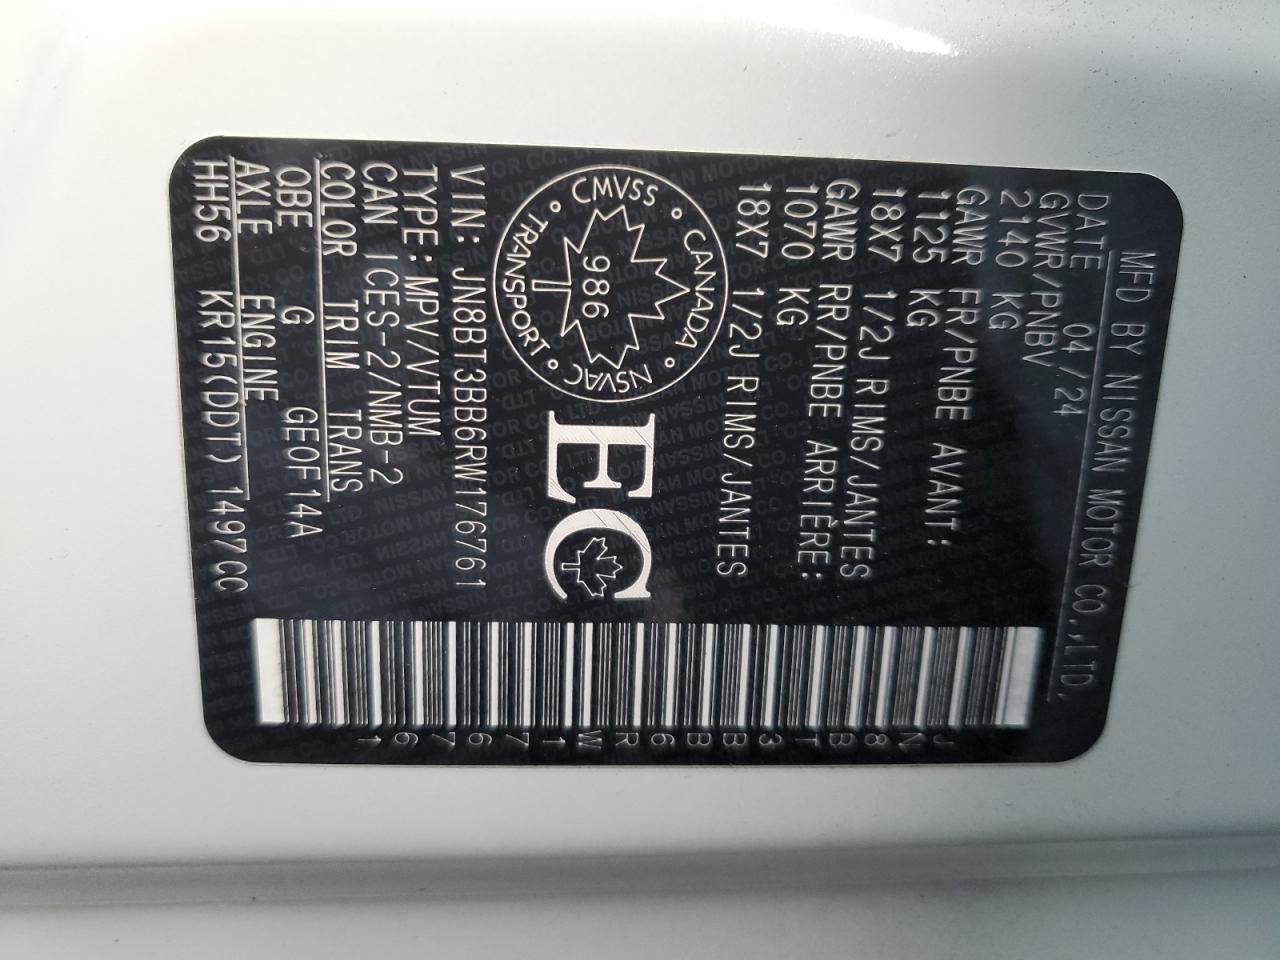 MFD BY NISSAN MOTOR CO.,LTD.
DATE 04 /24
GVWR/PNBV
2140 KG
GAWR FR/PNBE AVANT:
1125 KG
18X7 1/2J RIMS/JANTES
GAWR RR/PNBE ARRIÈRE:
1070 KG
18X7 1/2J RIMS/JANTES
CMVSS • CANADA • NSVAC • TRANSPORT •
986
EC
VIN: JN8BT3BB6RW176761
TYPE:MPV/VTUM
CAN ICES-2/NMB-2
COLOR TRIM TRANS
QBE G GE0F14A
AXLE ENGINE
HH56 KR15(DDT) 1497CC
JN8BT3BB6RW176761